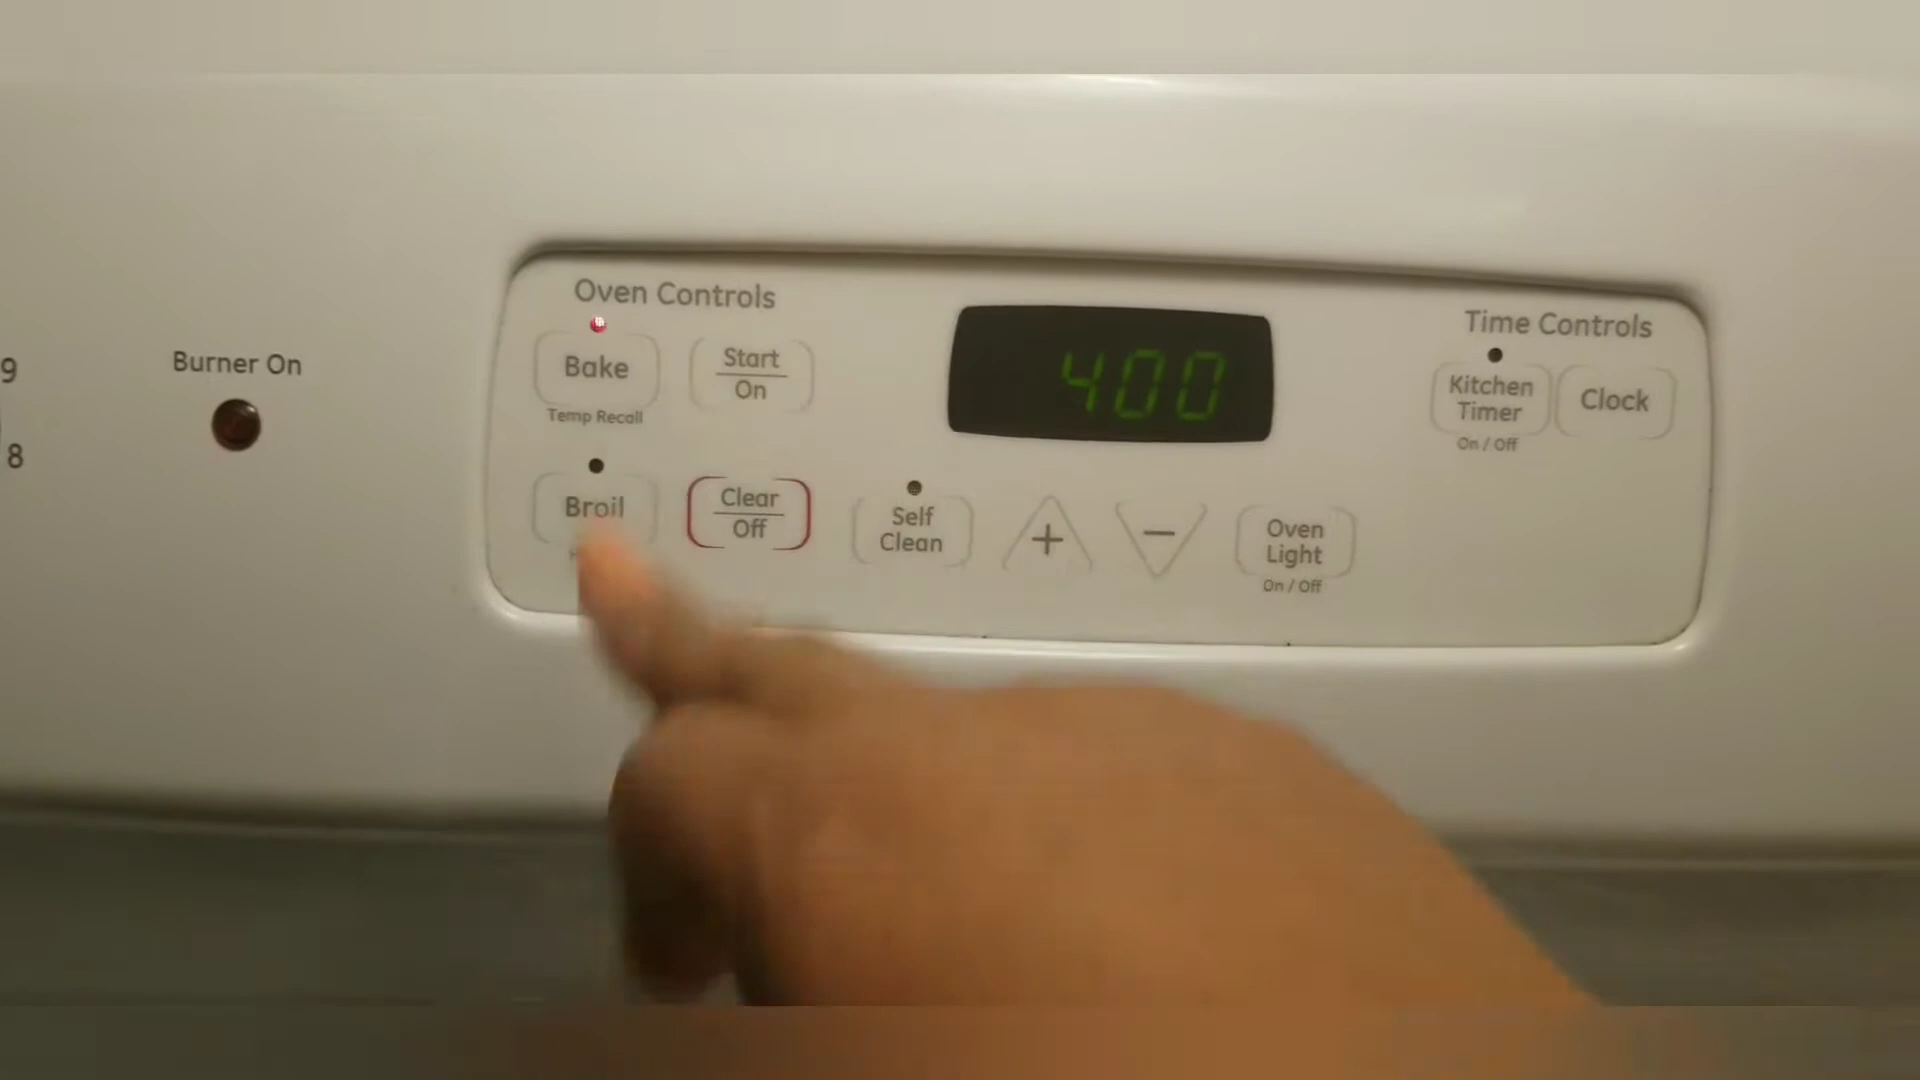 Oven Controls
Time Controls
9
Burner On
Bake
Start
On
400
Kitchen
Timer
Clock
Temp Recall
On / Off
8
Broil
Clear
Off
Self
Clean
+
−
Oven
Light
On / Off